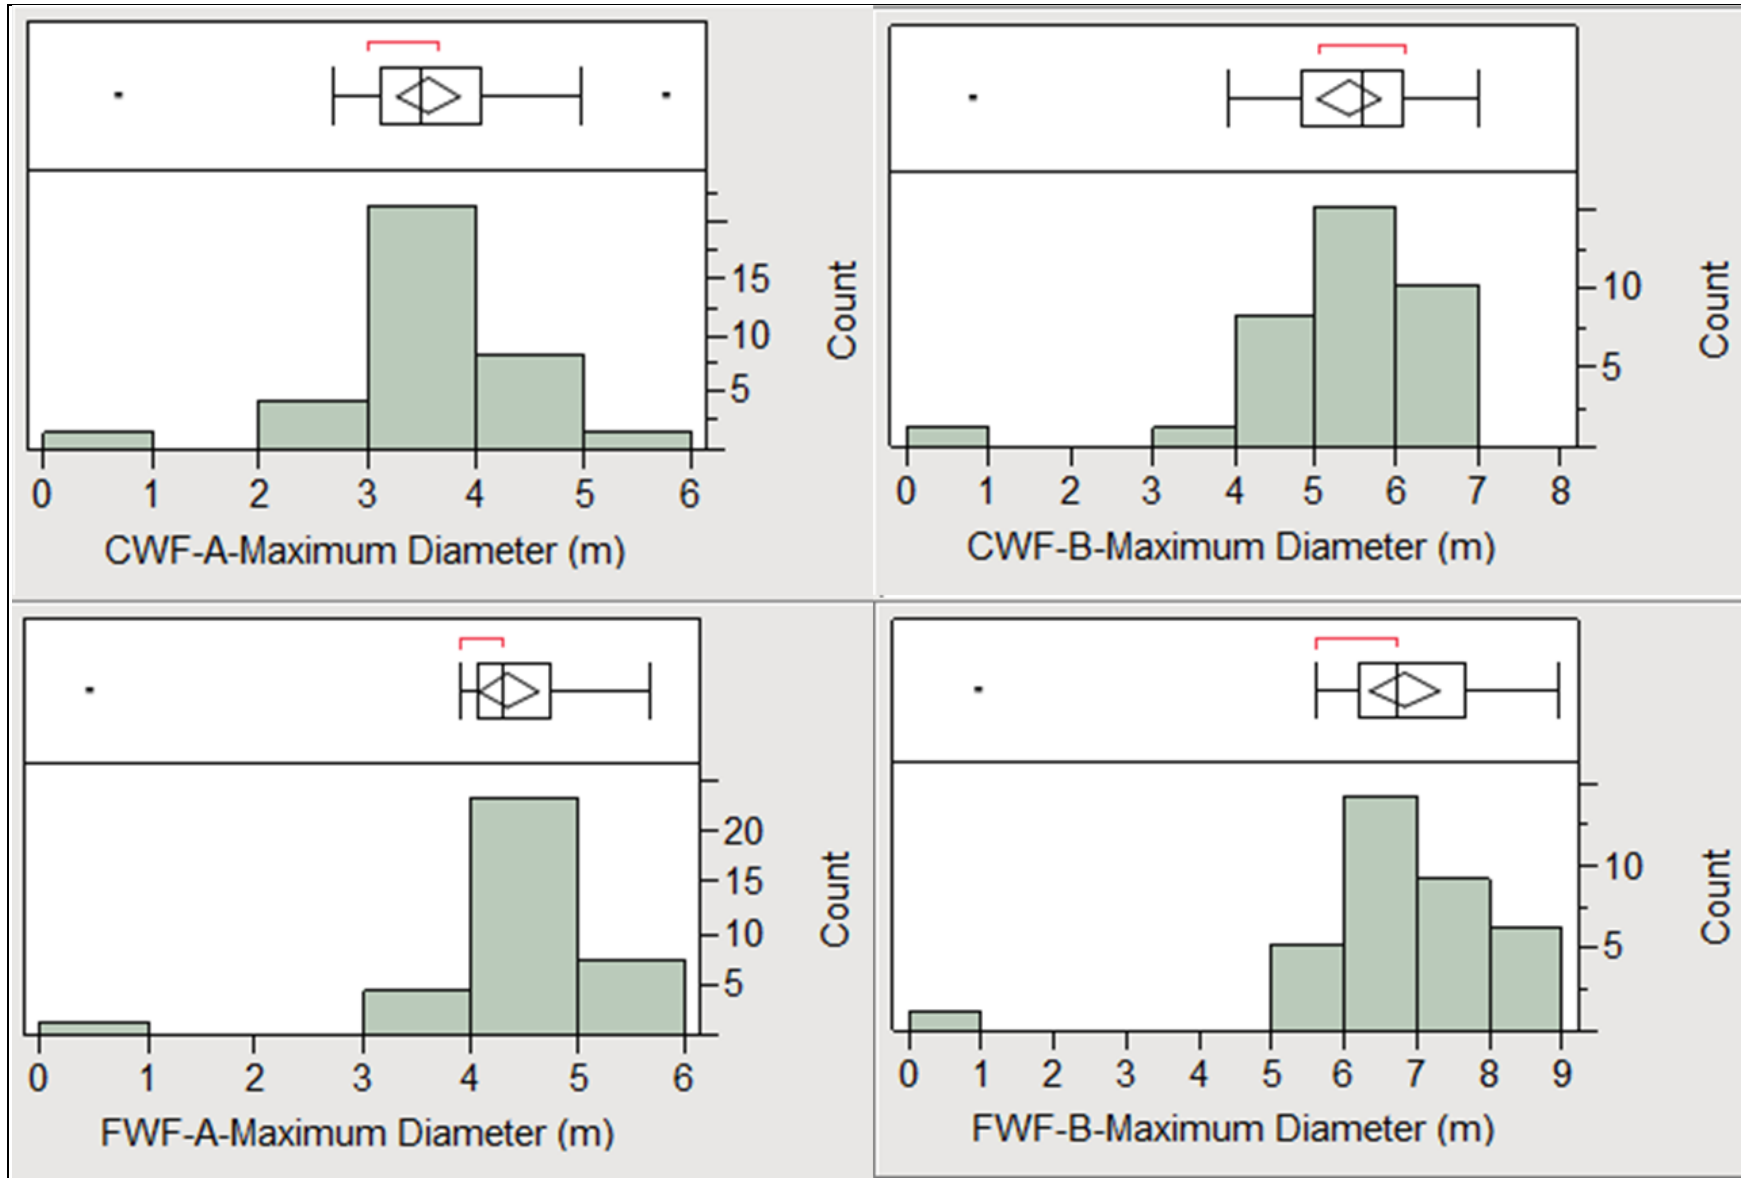 15
10
5
Count
0 1 2 3 4 5 6
CWF-A-Maximum Diameter (m)
10
5
Count
0 1 2 3 4 5 6 7 8
CWF-B-Maximum Diameter (m)
20
15
10
5
Count
0 1 2 3 4 5 6
FWF-A-Maximum Diameter (m)
10
5
Count
0 1 2 3 4 5 6 7 8 9
FWF-B-Maximum Diameter (m)